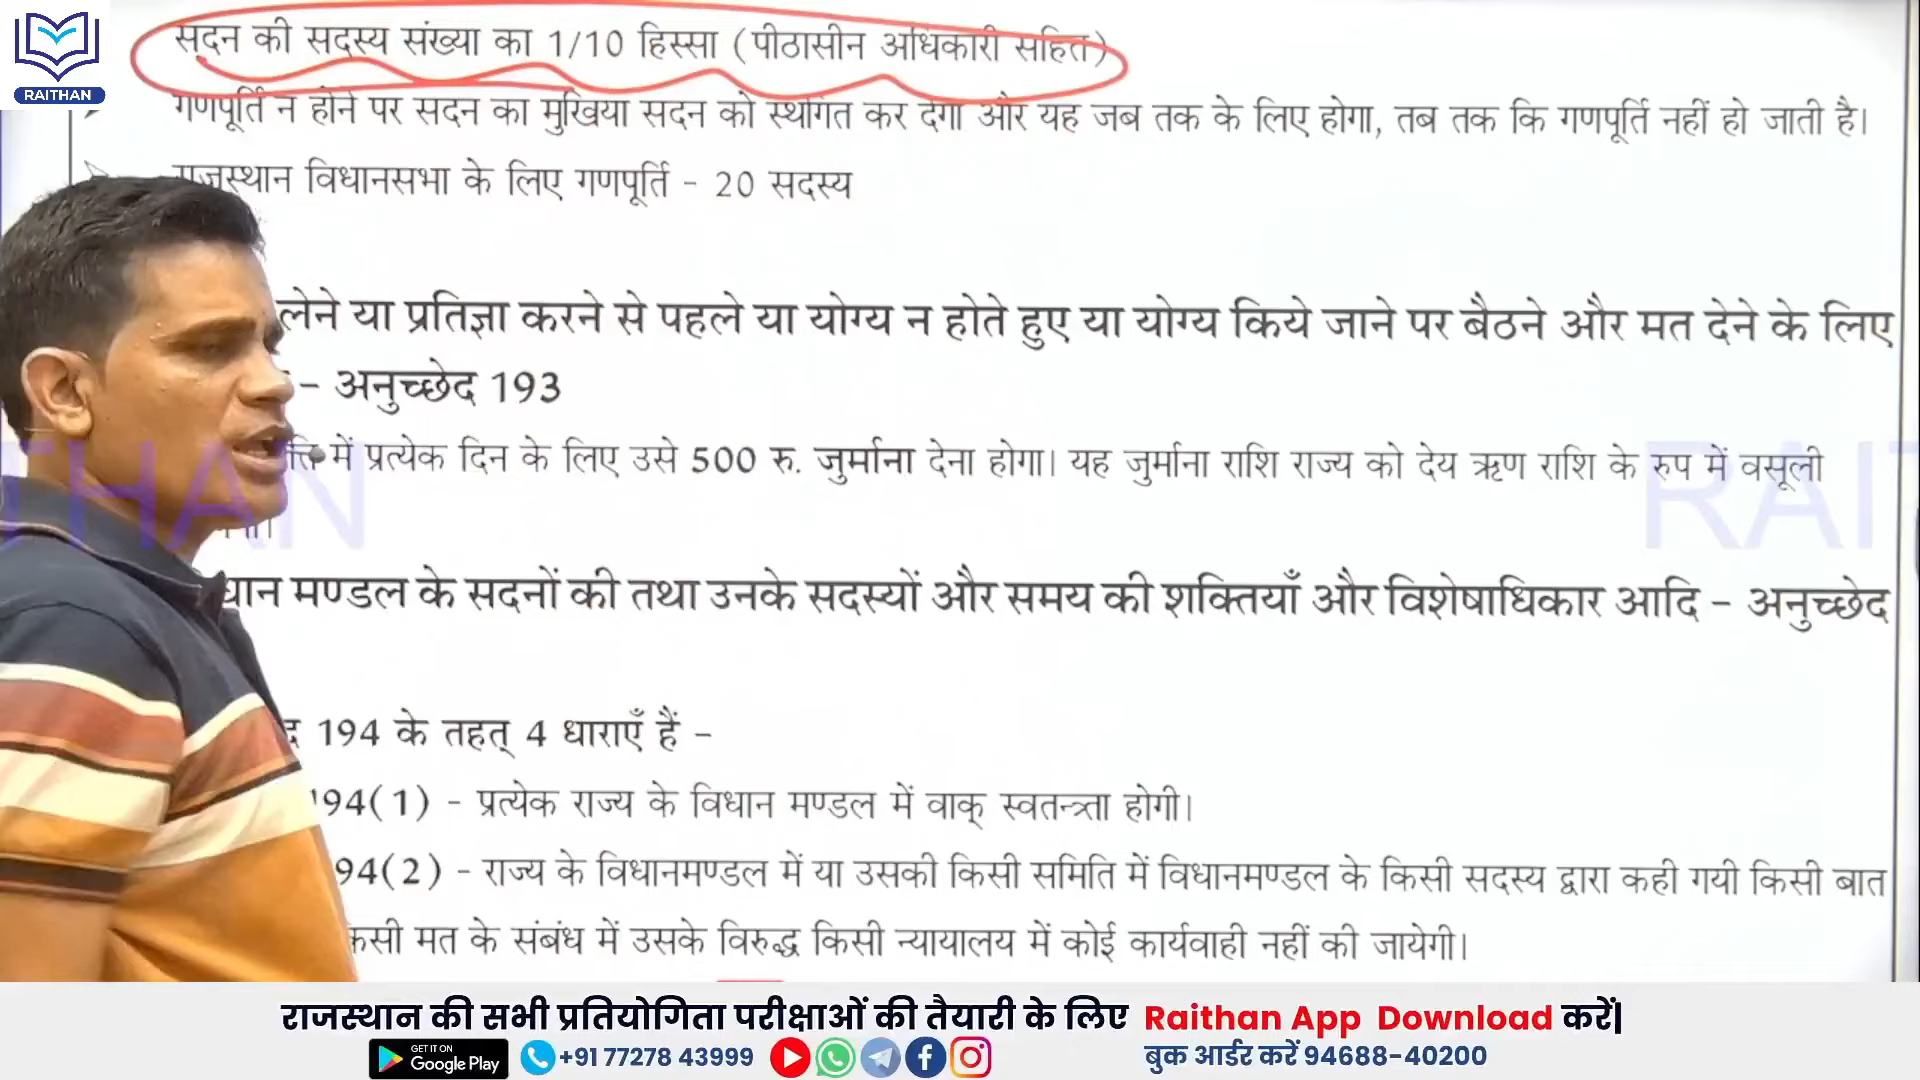 सदन की सदस्य संख्या का 1/10 हिस्सा (पीठासीन अधिकारी सहित)
RAITHAN
गणपूर्ति न होने पर सदन का मुखिया सदन को स्थगित कर देगा और यह जब तक के लिए होगा, तब तक कि गणपूर्ति नहीं हो जाती है।
राजस्थान विधानसभा के लिए गणपूर्ति - 20 सदस्य
लेने या प्रतिज्ञा करने से पहले या योग्य न होते हुए या योग्य किये जाने पर बैठने और मत देने के लिए
- अनुच्छेद 193
में प्रत्येक दिन के लिए उसे 500 रु. जुर्माना देना होगा। यह जुर्माना राशि राज्य को देय ऋण राशि के रुप में वसूली
धान मण्डल के सदनों की तथा उनके सदस्यों और समय की शक्तियाँ और विशेषाधिकार आदि - अनुच्छेद
194 के तहत् 4 धाराएँ हैं -
194(1) - प्रत्येक राज्य के विधान मण्डल में वाक् स्वतन्त्र्ता होगी।
94(2) - राज्य के विधानमण्डल में या उसकी किसी समिति में विधानमण्डल के किसी सदस्य द्वारा कही गयी किसी बात
किसी मत के संबंध में उसके विरुद्ध किसी न्यायालय में कोई कार्यवाही नहीं की जायेगी।
राजस्थान की सभी प्रतियोगिता परीक्षाओं की तैयारी के लिए Raithan App Download करें|
GET IT ON
Google Play
+91 77278 43999
बुक आर्डर करें 94688-40200